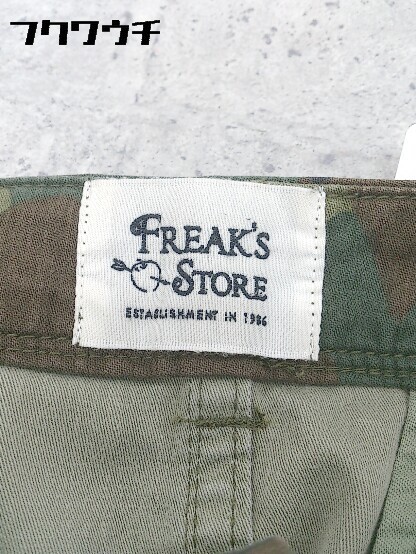 フクワウチ
FREAK'S
STORE
ESTABLISHMENT IN 1986